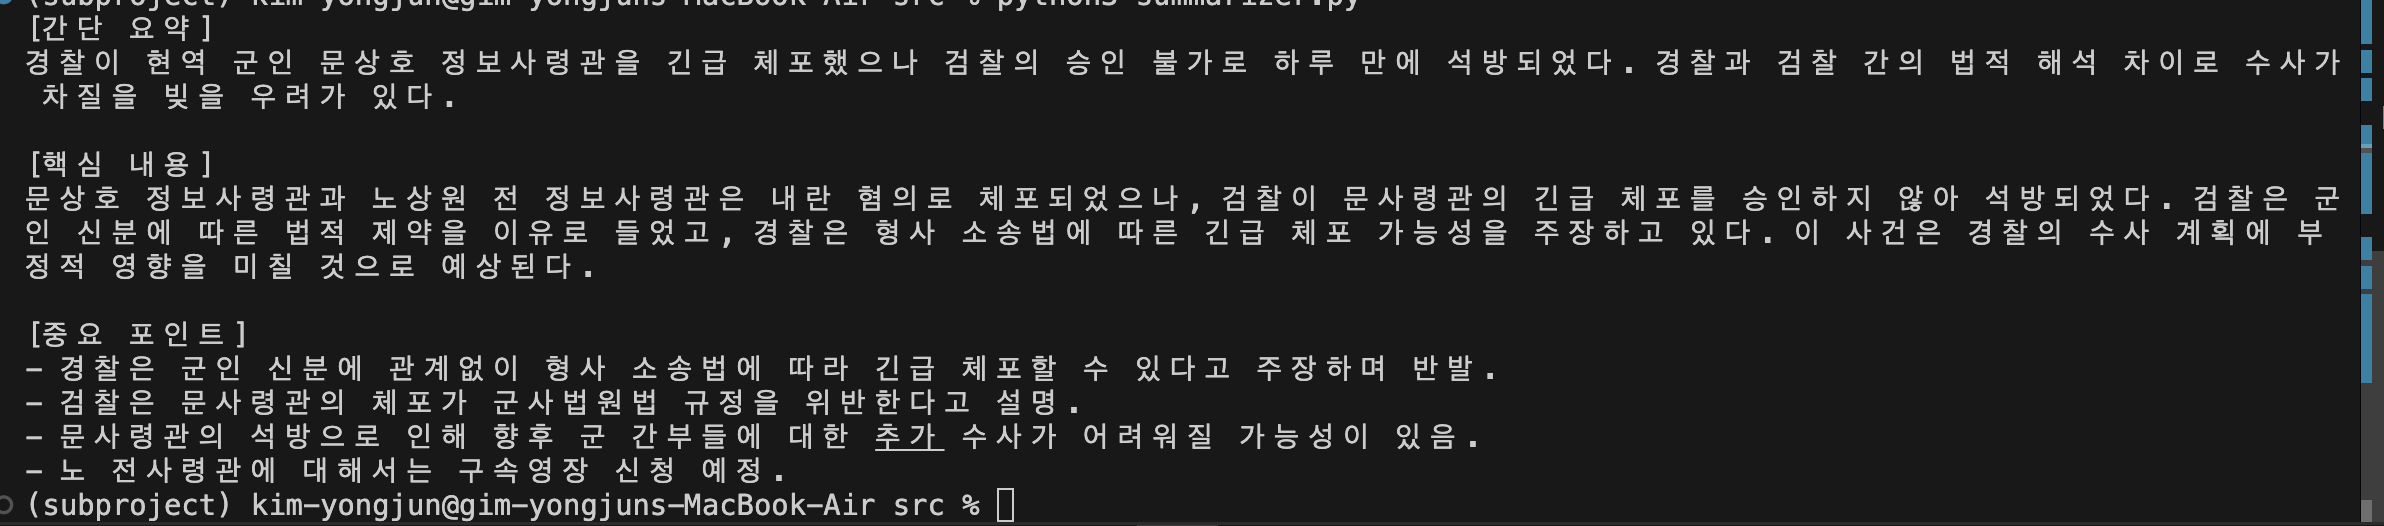 (subproject) kim-yongjun@gim-yongjuns-MacBook-Air src % python3 summarizer.py
[간단 요약]
경찰이 현역 군인 문상호 정보사령관을 긴급 체포했으나 검찰의 승인 불가로 하루 만에 석방되었다. 경찰과 검찰 간의 법적 해석 차이로 수사가
차질을 빚을 우려가 있다.
[핵심 내용]
문상호 정보사령관과 노상원 전 정보사령관은 내란 혐의로 체포되었으나, 검찰이 문사령관의 긴급 체포를 승인하지 않아 석방되었다. 검찰은 군
인 신분에 따른 법적 제약을 이유로 들었고, 경찰은 형사 소송법에 따른 긴급 체포 가능성을 주장하고 있다. 이 사건은 경찰의 수사 계획에 부
정적 영향을 미칠 것으로 예상된다.
[중요 포인트]
- 경찰은 군인 신분에 관계없이 형사 소송법에 따라 긴급 체포할 수 있다고 주장하며 반발.
- 검찰은 문사령관의 체포가 군사법원법 규정을 위반한다고 설명.
- 문사령관의 석방으로 인해 향후 군 간부들에 대한 추가 수사가 어려워질 가능성이 있음.
- 노 전사령관에 대해서는 구속영장 신청 예정.
(subproject) kim-yongjun@gim-yongjuns-MacBook-Air src %